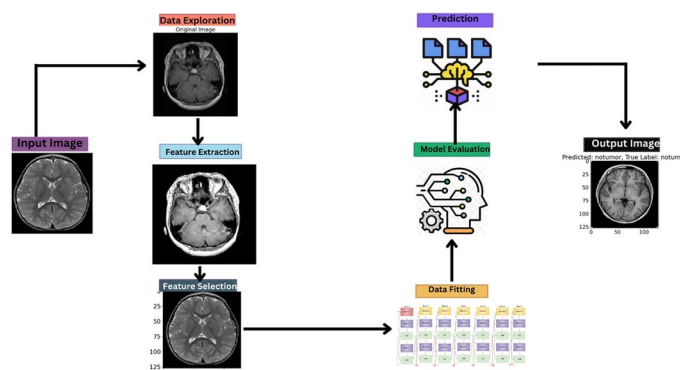 Data Exploration
Original Image
Prediction
Input Image
Feature Extraction
Model Evaluation
Output Image
Predicted: notumor, True Label: notum
0
25
50
75
100
125
0
50
100
Feature Selection
0
25
50
75
100
125
Data Fitting